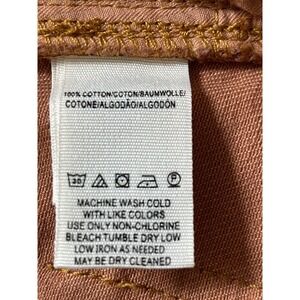 100% COTTON/COTON/BAUMWOLLE/
COTONE/ALGODÃO/ALGODÓN
30 P
MACHINE WASH COLD
WITH LIKE COLORS
USE ONLY NON-CHLORINE
BLEACH TUMBLE DRY LOW
LOW IRON AS NEEDED
MAY BE DRY CLEANED